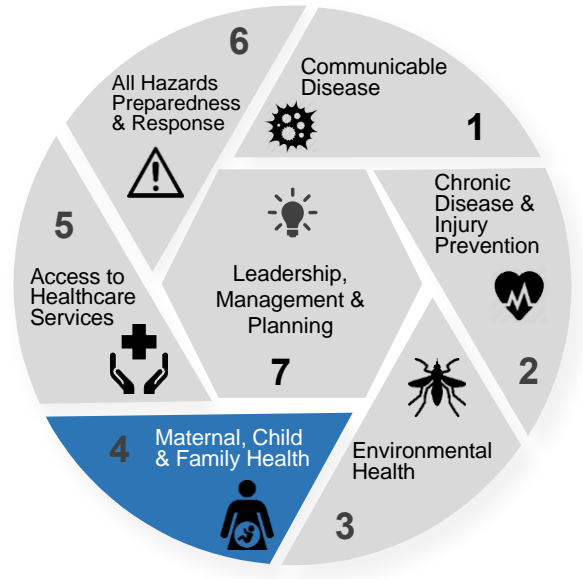 Communicable
Disease
1
Chronic
Disease &
Injury
Prevention
2
Environmental
Health
3
4
Maternal, Child
& Family Health
5
Access to
Healthcare
Services
6
All Hazards
Preparedness
& Response
Leadership,
Management &
Planning
7